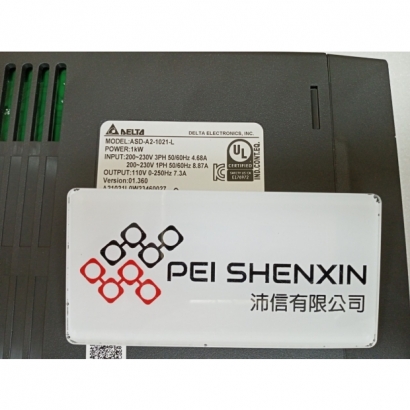 DELTA
DELTA ELECTRONICS, INC.
MODEL:ASD-A2-1021-L
POWER:1kW
INPUT:200~230V 3PH 50/60Hz 4.68A
200~230V 1PH 50/60Hz 8.87A
OUTPUT:110V 0-250Hz 7.3A
Version:01.360
UL
CERTIFIED
IND.CONT.EQ.
PEI SHENXIN
沛信有限公司